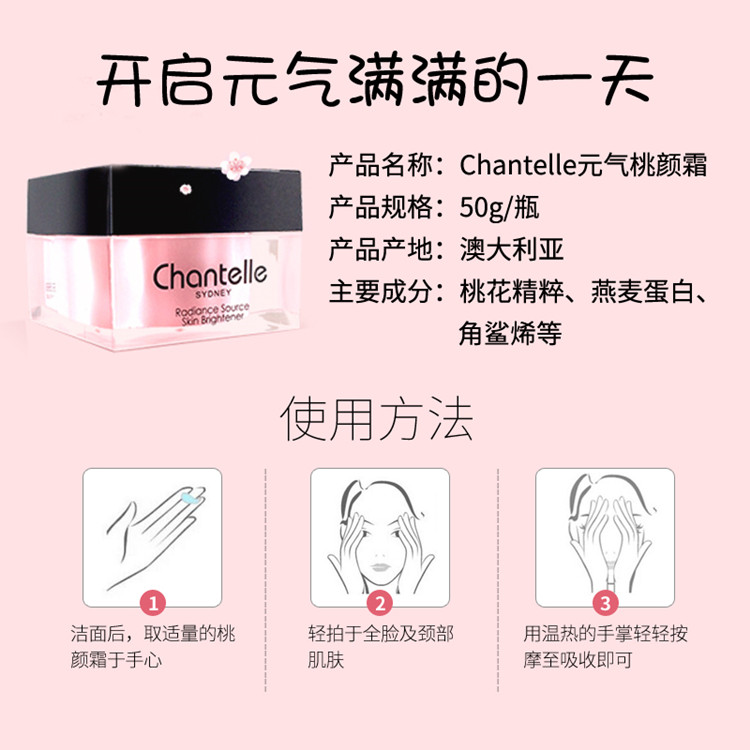 开启元气满满的一天
产品名称：Chantelle元气桃颜霜
产品规格：50g/瓶
产品产地：澳大利亚
主要成分：桃花精粹、燕麦蛋白、
角鲨烯等
Chantelle
SYDNEY
Radiance Source
Skin Brightener
使用方法
1
洁面后，取适量的桃
颜霜于手心
2
轻拍于全脸及颈部
肌肤
3
用温热的手掌轻轻按
摩至吸收即可